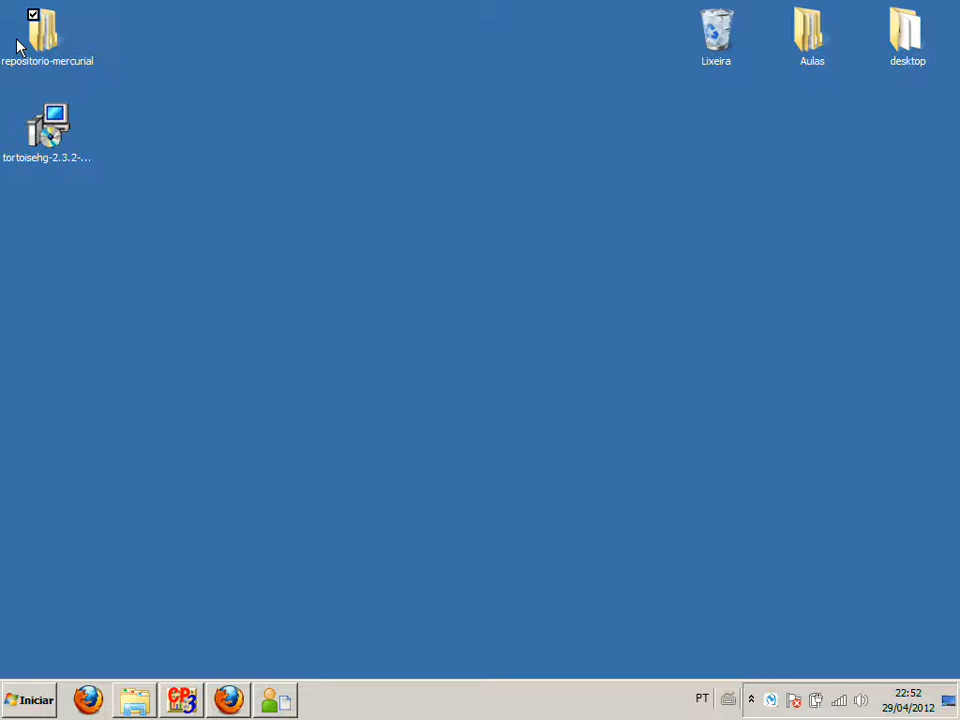 repositorio-mercurial
Lixeira
Aulas
desktop
tortoisehg-2.3.2-...
Iniciar
PT
22:52
29/04/2012